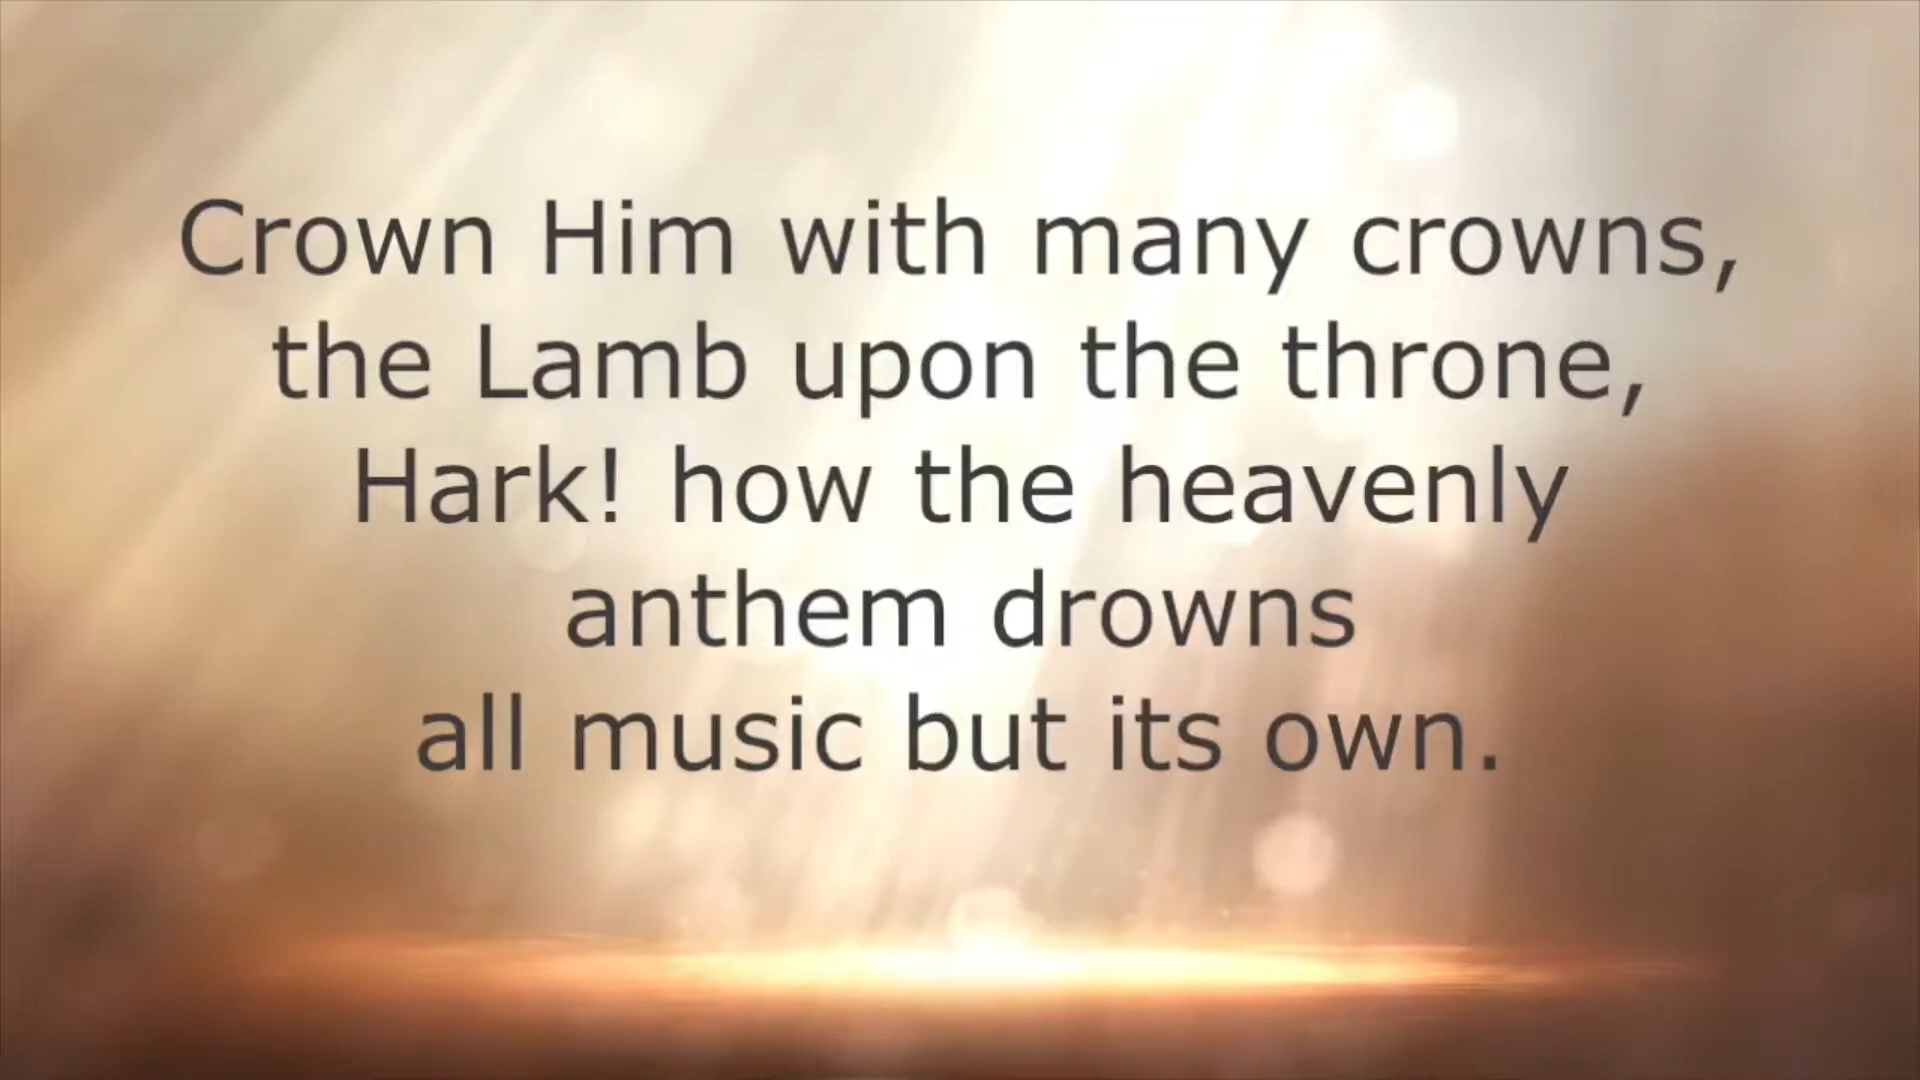 Crown Him with many crowns,
the Lamb upon the throne,
Hark! how the heavenly
anthem drowns
all music but its own.